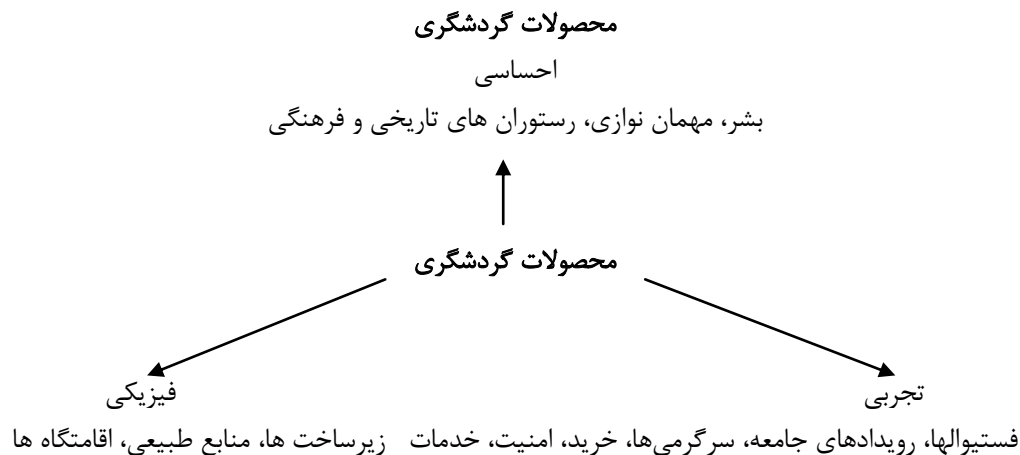 محصولات گردشگری
احساسی
بشر، مهمان نوازی، رستوران های تاریخی و فرهنگی
محصولات گردشگری
تجربی
فیزیکی
فستیوالها، رویدادهای جامعه، سرگرمی‌ها، خرید، امنیت، خدمات
زیرساخت ها، منابع طبیعی، اقامتگاه ها